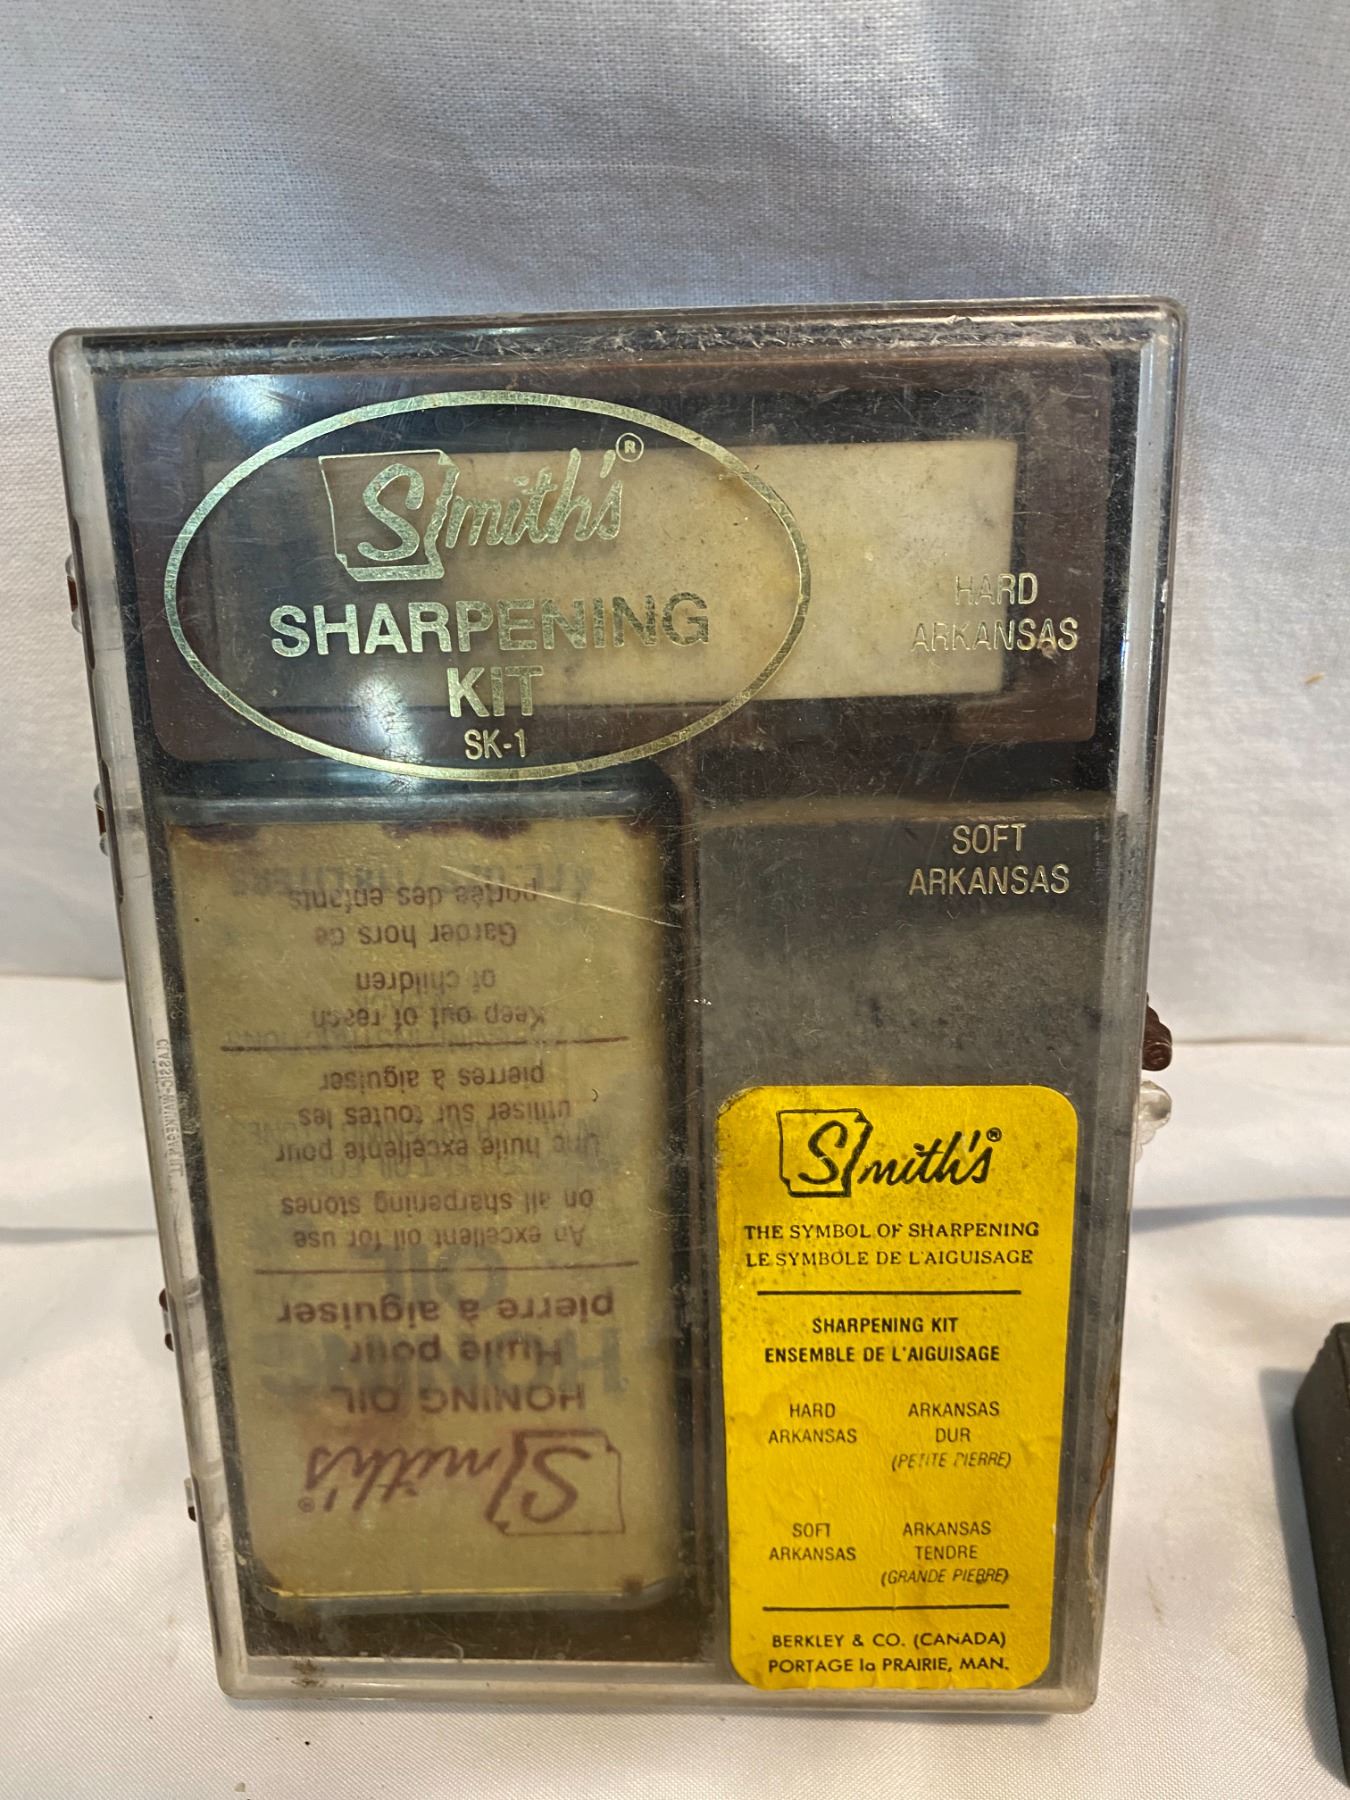 Smith's®
SHARPENING
KIT
SK-1
HARD
ARKANSAS
SOFT
ARKANSAS
Smith's®
HONING OIL
Huile pour
pierre à aiguiser
An excellent oil for use
on all sharpening stones
Une huile excellente pour
utiliser sur toutes les
pierres à aiguiser
Keep out of reach
of children
Garder hors de
portée des enfants
Smith's®
THE SYMBOL OF SHARPENING
LE SYMBOLE DE L'AIGUISAGE
SHARPENING KIT
ENSEMBLE DE L'AIGUISAGE
HARD ARKANSAS
ARKANSAS DUR
(PETITE PIERRE)
SOFT ARKANSAS
ARKANSAS TENDRE
(GRANDE PIERRE)
BERKLEY & CO. (CANADA)
PORTAGE la PRAIRIE, MAN.